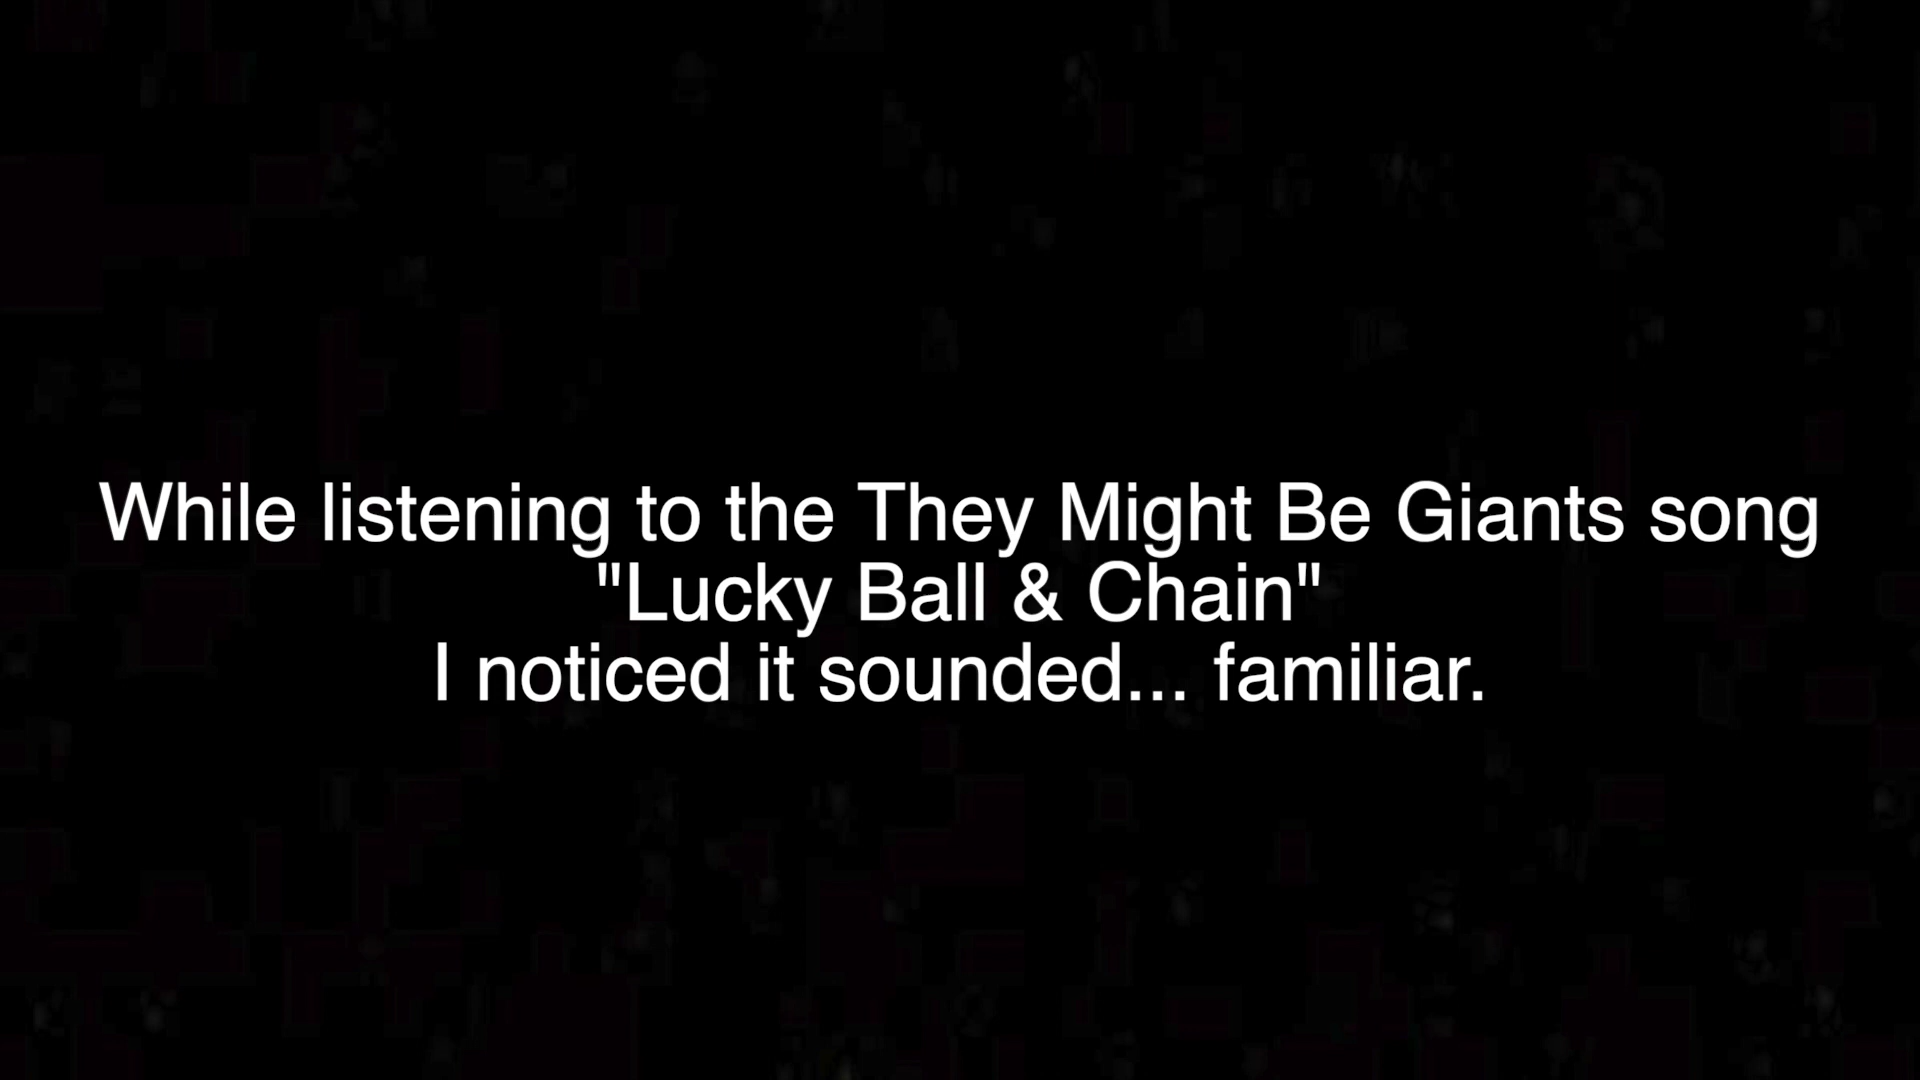 While listening to the They Might Be Giants song
"Lucky Ball & Chain"
I noticed it sounded... familiar.